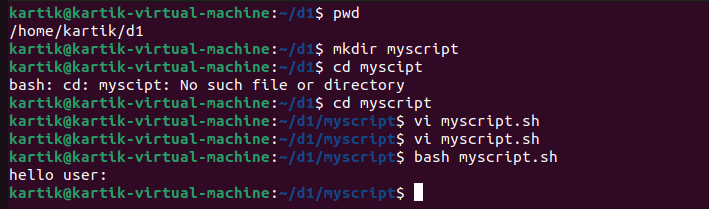 kartik@kartik-virtual-machine:~/d1$ pwd
/home/kartik/d1
kartik@kartik-virtual-machine:~/d1$ mkdir myscript
kartik@kartik-virtual-machine:~/d1$ cd myscipt
bash: cd: myscipt: No such file or directory
kartik@kartik-virtual-machine:~/d1$ cd myscript
kartik@kartik-virtual-machine:~/d1/myscript$ vi myscript.sh
kartik@kartik-virtual-machine:~/d1/myscript$ vi myscript.sh
kartik@kartik-virtual-machine:~/d1/myscript$ bash myscript.sh
hello user:
kartik@kartik-virtual-machine:~/d1/myscript$